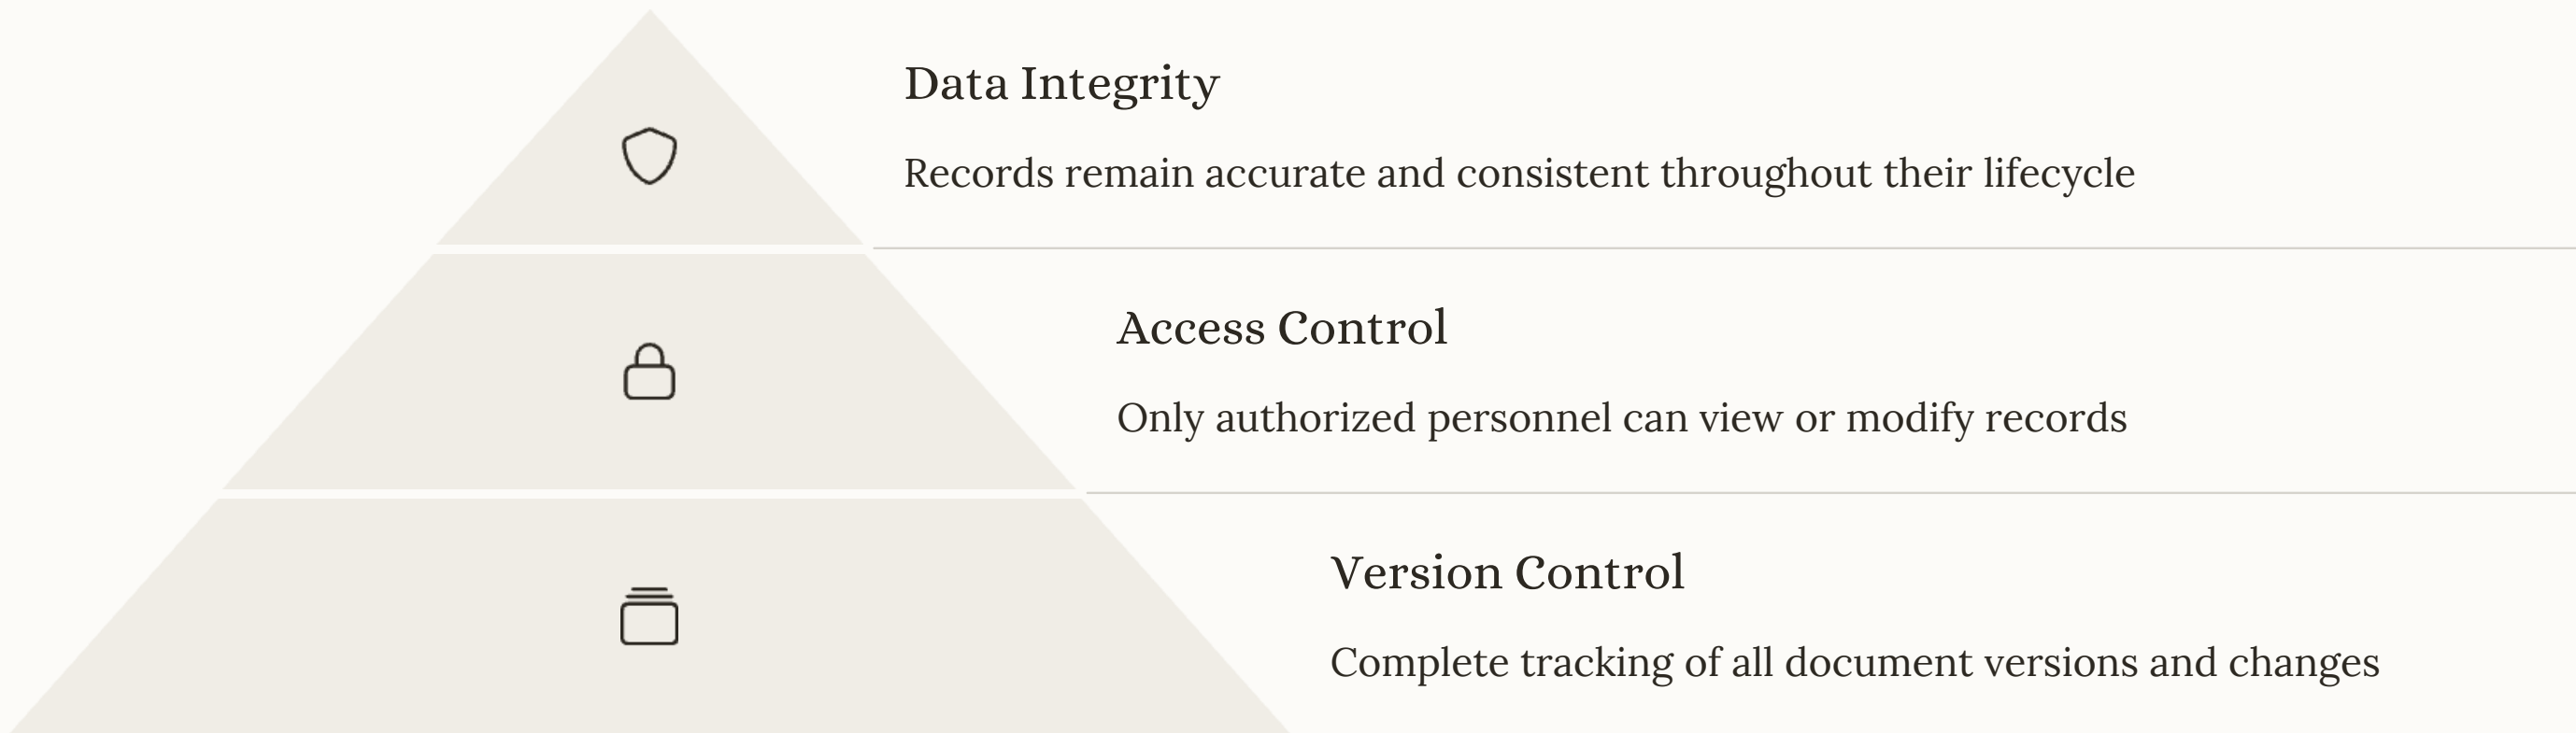 Data Integrity
Records remain accurate and consistent throughout their lifecycle
Access Control
Only authorized personnel can view or modify records
Version Control
Complete tracking of all document versions and changes